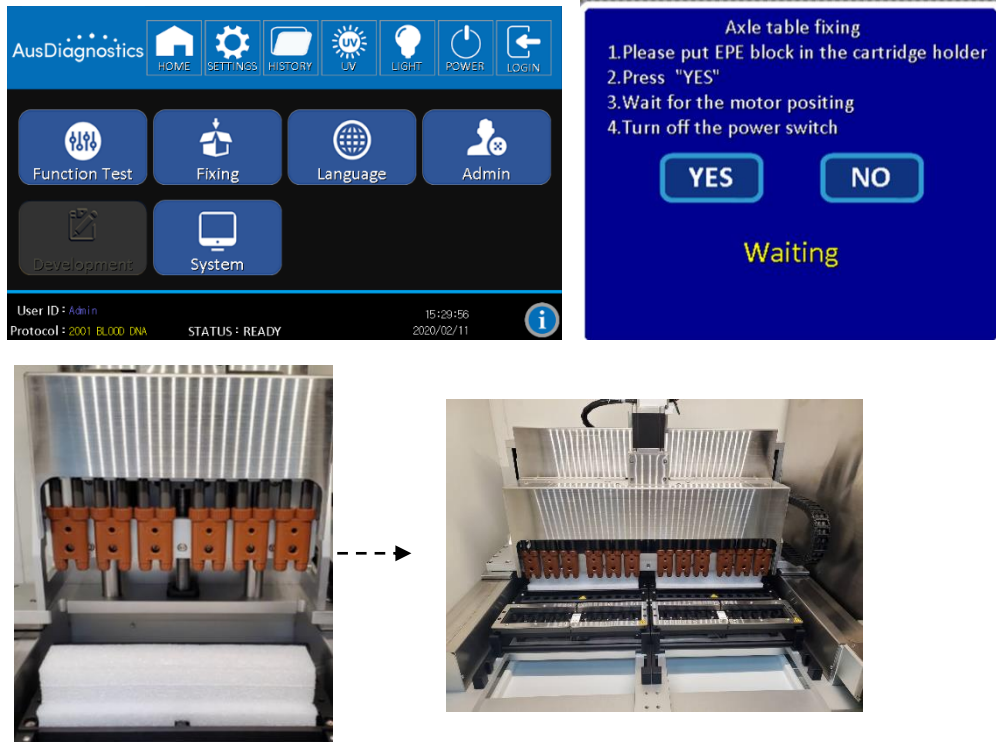 AusDiagnostics
HOME
SETTINGS
HISTORY
UV
UV
LIGHT
POWER
LOGIN
Function Test
Fixing
Language
Admin
Development
System
User ID : Admin
15:29:56
Protocol : 2001 BLOOD DNA
STATUS : READY
2020/02/11
i
Axle table fixing
1.Please put EPE block in the cartridge holder
2.Press "YES"
3.Wait for the motor positing
4.Turn off the power switch
YES
NO
Waiting